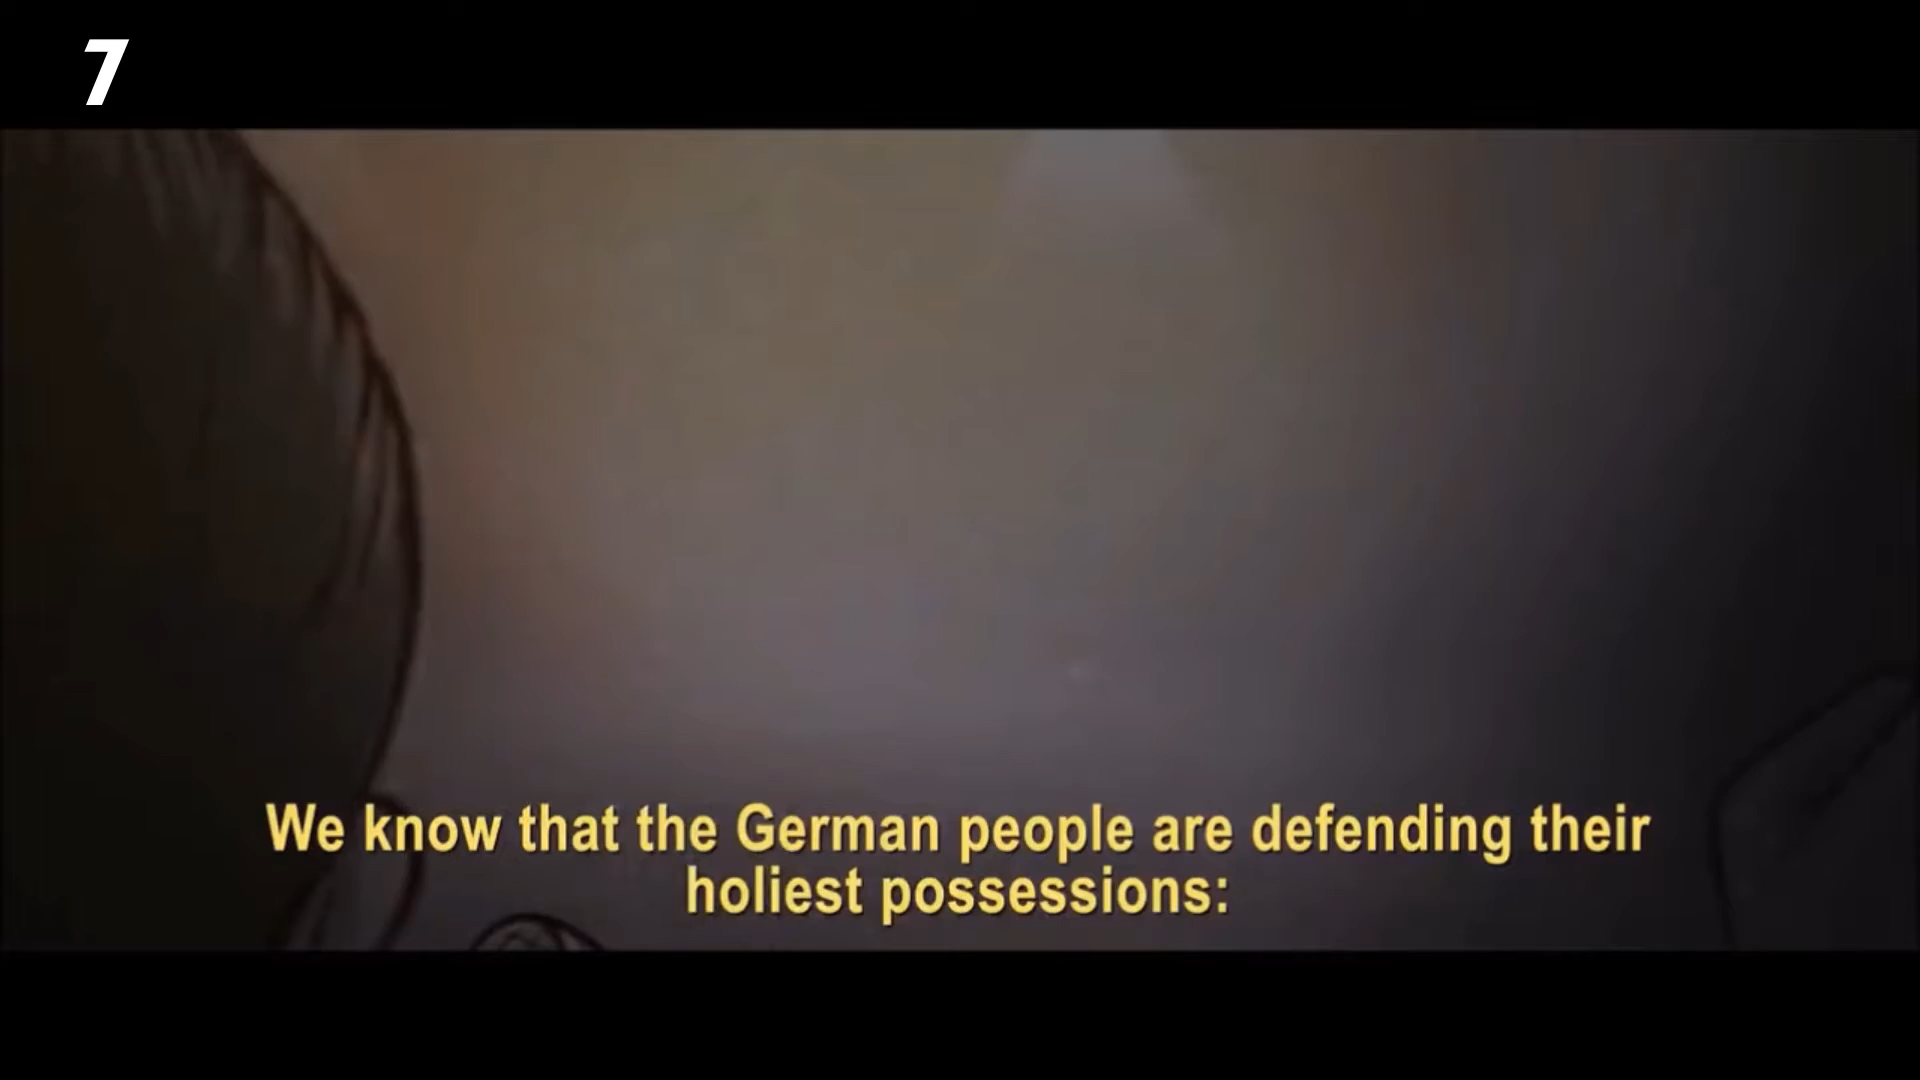 7
We know that the German people are defending their
holiest possessions: